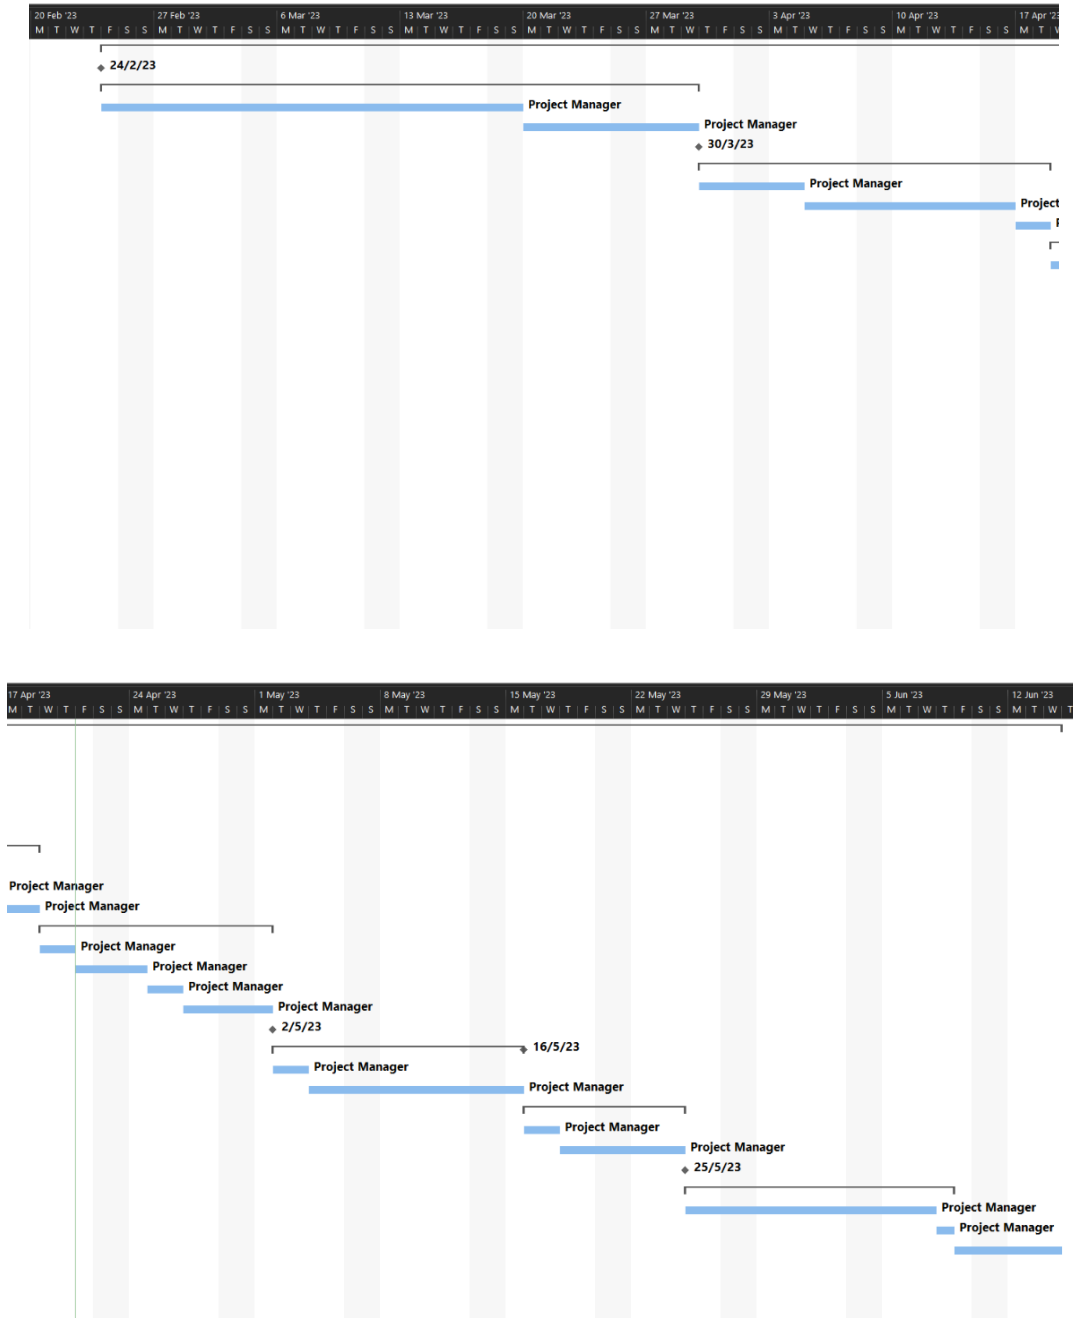 20 Feb '23 27 Feb '23 6 Mar '23 13 Mar '23 20 Mar '23 27 Mar '23 3 Apr '23 10 Apr '23 17 Apr '23
M T W T F S S M T W T F S S M T W T F S S M T W T F S S M T W T F S S M T W T F S S M T W T F S S M T W T F S S M T W
24/2/23
Project Manager
Project Manager
30/3/23
Project Manager
Project
P
17 Apr '23 24 Apr '23 1 May '23 8 May '23 15 May '23 22 May '23 29 May '23 5 Jun '23 12 Jun '23
M T W T F S S M T W T F S S M T W T F S S M T W T F S S M T W T F S S M T W T F S S M T W T F S S M T W T F S S M T W T
Project Manager
Project Manager
Project Manager
Project Manager
Project Manager
Project Manager
2/5/23
16/5/23
Project Manager
Project Manager
Project Manager
Project Manager
25/5/23
Project Manager
Project Manager